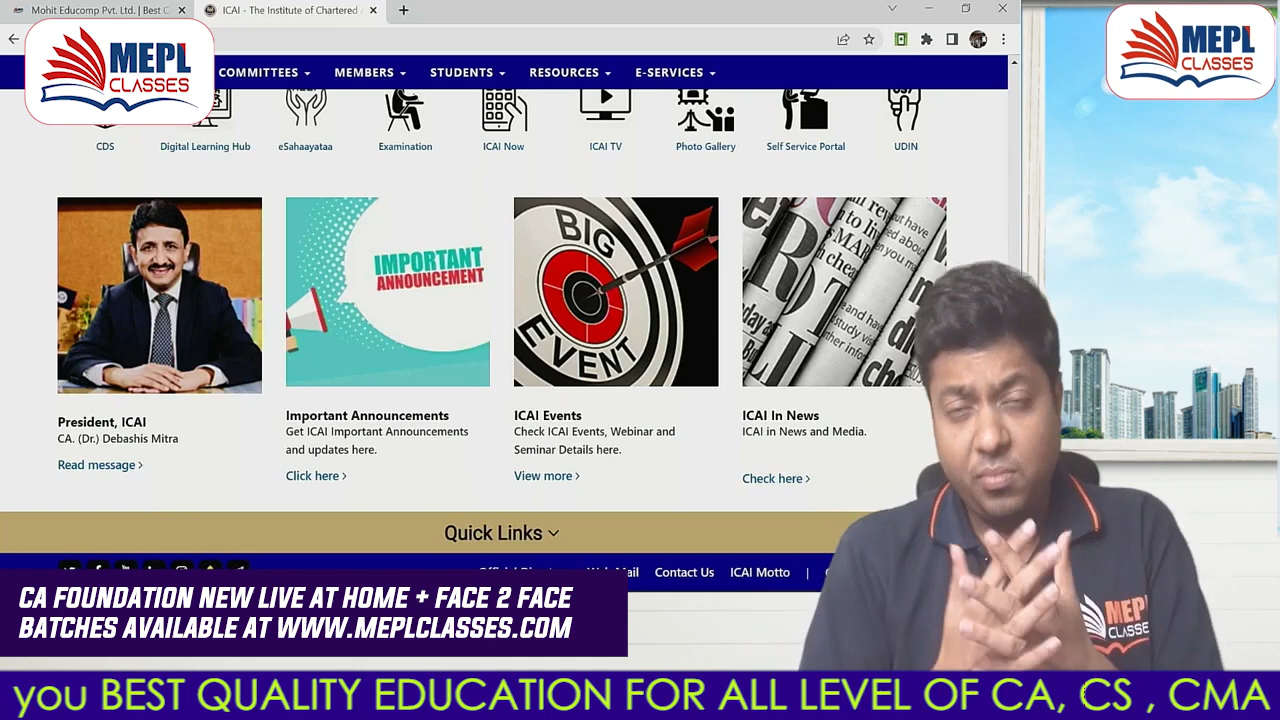 Mohit Educomp Pvt. Ltd. | Best C
ICAI - The Institute of Chartered
MEPL
CLASSES
COMMITTEES
MEMBERS
STUDENTS
RESOURCES
E-SERVICES
MEPL
CLASSES
CDS
Digital Learning Hub
eSahaayataa
Examination
ICAI Now
ICAI TV
Photo Gallery
Self Service Portal
UDIN
IMPORTANT
ANNOUNCEMENT
BIG
EVENT
President, ICAI
CA. (Dr.) Debashis Mitra
Read message
Important Announcements
Get ICAI Important Announcements
and updates here.
Click here
ICAI Events
Check ICAI Events, Webinar and
Seminar Details here.
View more
ICAI In News
ICAI in News and Media.
Check here
Quick Links
Contact Us
ICAI Motto |
CA FOUNDATION NEW LIVE AT HOME + FACE 2 FACE
BATCHES AVAILABLE AT WWW.MEPLCLASSES.COM
MEPL
CLASSES
you BEST QUALITY EDUCATION FOR ALL LEVEL OF CA, CS , CMA